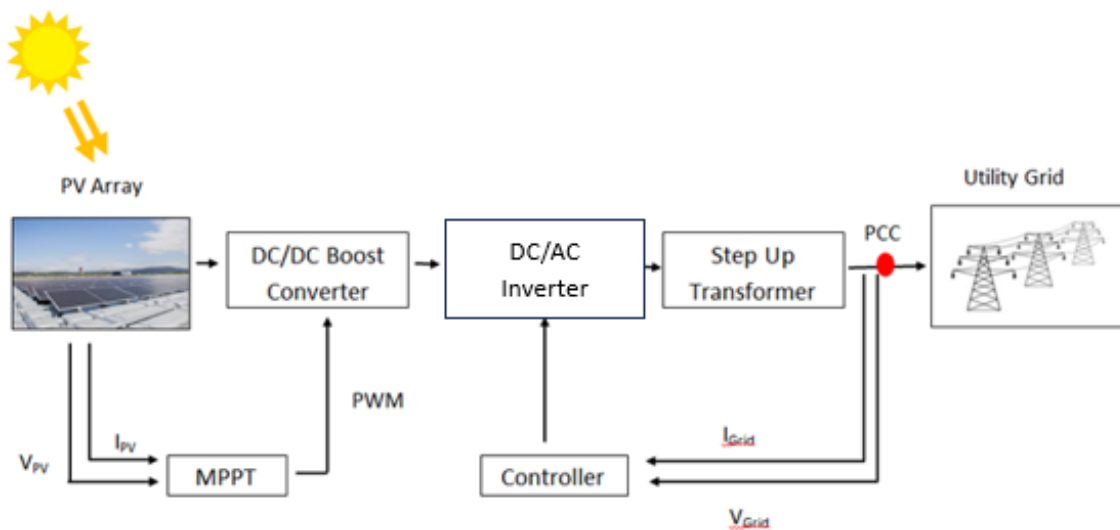 PV Array
Utility Grid
PCC
DC/DC Boost
Converter
DC/AC
Inverter
Step Up
Transformer
PWM
IPV
VPV
MPPT
Controller
IGrid
VGrid